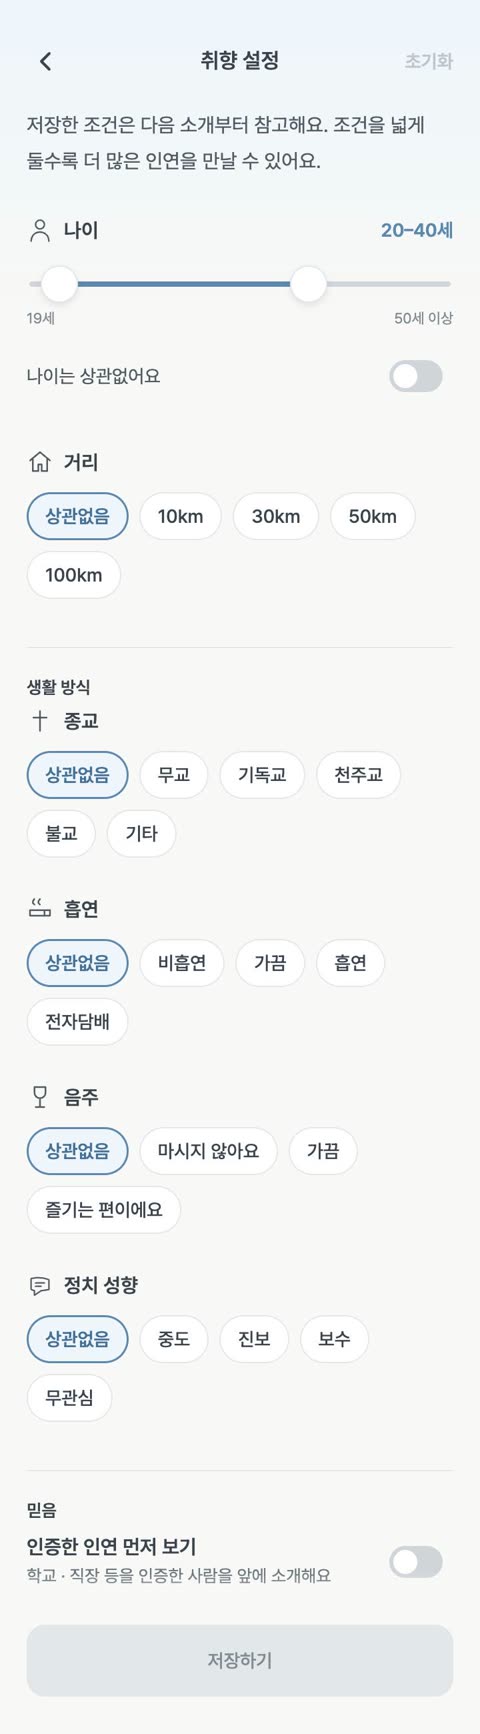 취향 설정
초기화
저장한 조건은 다음 소개부터 참고해요. 조건을 넓게
둘수록 더 많은 인연을 만날 수 있어요.
나이
20–40세
19세
50세 이상
나이는 상관없어요
거리
상관없음
10km
30km
50km
100km
생활 방식
종교
상관없음
무교
기독교
천주교
불교
기타
흡연
상관없음
비흡연
가끔
흡연
전자담배
음주
상관없음
마시지 않아요
가끔
즐기는 편이에요
정치 성향
상관없음
중도
진보
보수
무관심
믿음
인증한 인연 먼저 보기
학교 · 직장 등을 인증한 사람을 앞에 소개해요
저장하기